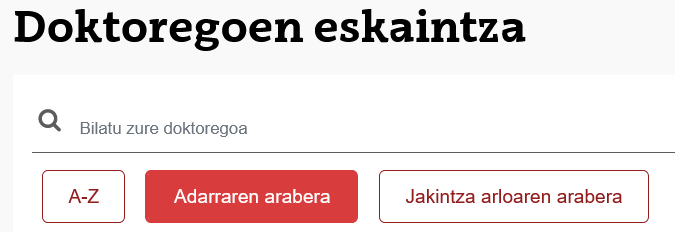 Doktoregoen eskaintza
Bilatu zure doktoregoa
A-Z
Adarraren arabera
Jakintza arloaren arabera